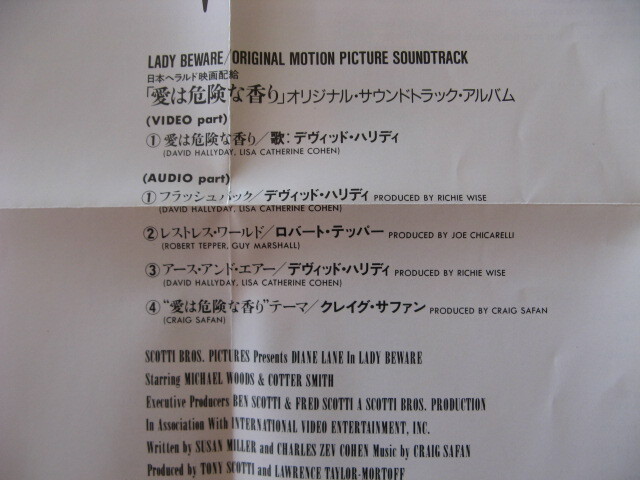 LADY BEWARE/ORIGINAL MOTION PICTURE SOUNDTRACK
日本ヘラルド映画配給
「愛は危険な香り」オリジナル・サウンドトラック・アルバム
(VIDEO part)
①愛は危険な香り/歌:デヴィッド・ハリディ
(DAVID HALLYDAY, LISA CATHERINE COHEN)
(AUDIO part)
①フラッシュバック/デヴィッド・ハリディ PRODUCED BY RICHIE WISE
(DAVID HALLYDAY, LISA CATHERINE COHEN)
②レストレス・ワールド/ロバート・テッパー PRODUCED BY JOE CHICARELLI
(ROBERT TEPPER, GUY MARSHALL)
③アース・アンド・エアー/デヴィッド・ハリディ PRODUCED BY RICHIE WISE
(DAVID HALLYDAY, LISA CATHERINE COHEN)
④“愛は危険な香り”テーマ/クレイグ・サファン PRODUCED BY CRAIG SAFAN
(CRAIG SAFAN)
SCOTTI BROS. PICTURES Presents DIANE LANE In LADY BEWARE
Starring MICHAEL WOODS & COTTER SMITH
Executive Producers BEN SCOTTI & FRED SCOTTI A SCOTTI BROS. PRODUCTION
In Association With INTERNATIONAL VIDEO ENTERTAINMENT, INC.
Written by SUSAN MILLER and CHARLES ZEV COHEN Music by CRAIG SAFAN
Produced by TONY SCOTTI and LAWRENCE TAYLOR-MORTOFF